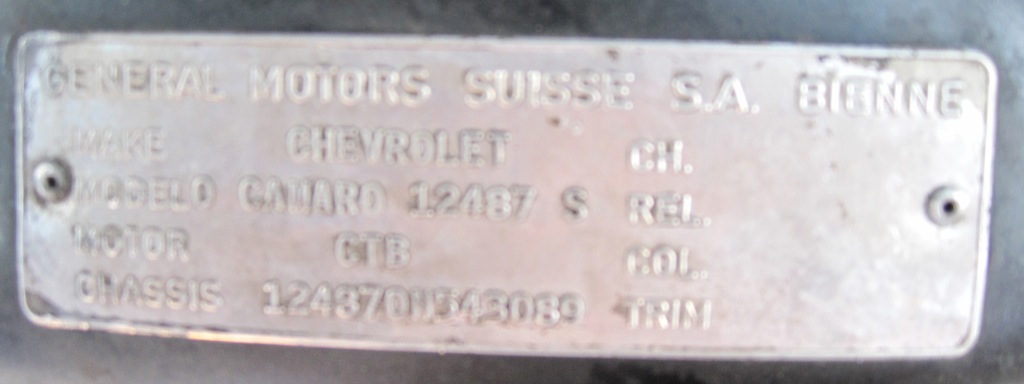 GENERAL MOTORS SUISSE S.A. BIENNE
MAKE CHEVROLET CH.
MODELO CAMARO 12487 S REL.
MOTOR CTB COL.
CHASSIS 124870N543089 TRIM